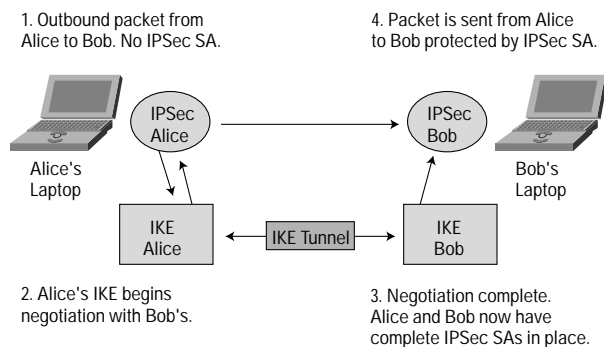 1. Outbound packet from
Alice to Bob. No IPSec SA.
4. Packet is sent from Alice
to Bob protected by IPSec SA.
IPSec
Alice
IPSec
Bob
Alice's
Laptop
Bob's
Laptop
IKE
Alice
IKE Tunnel
IKE
Bob
2. Alice's IKE begins
negotiation with Bob's.
3. Negotiation complete.
Alice and Bob now have
complete IPSec SAs in place.